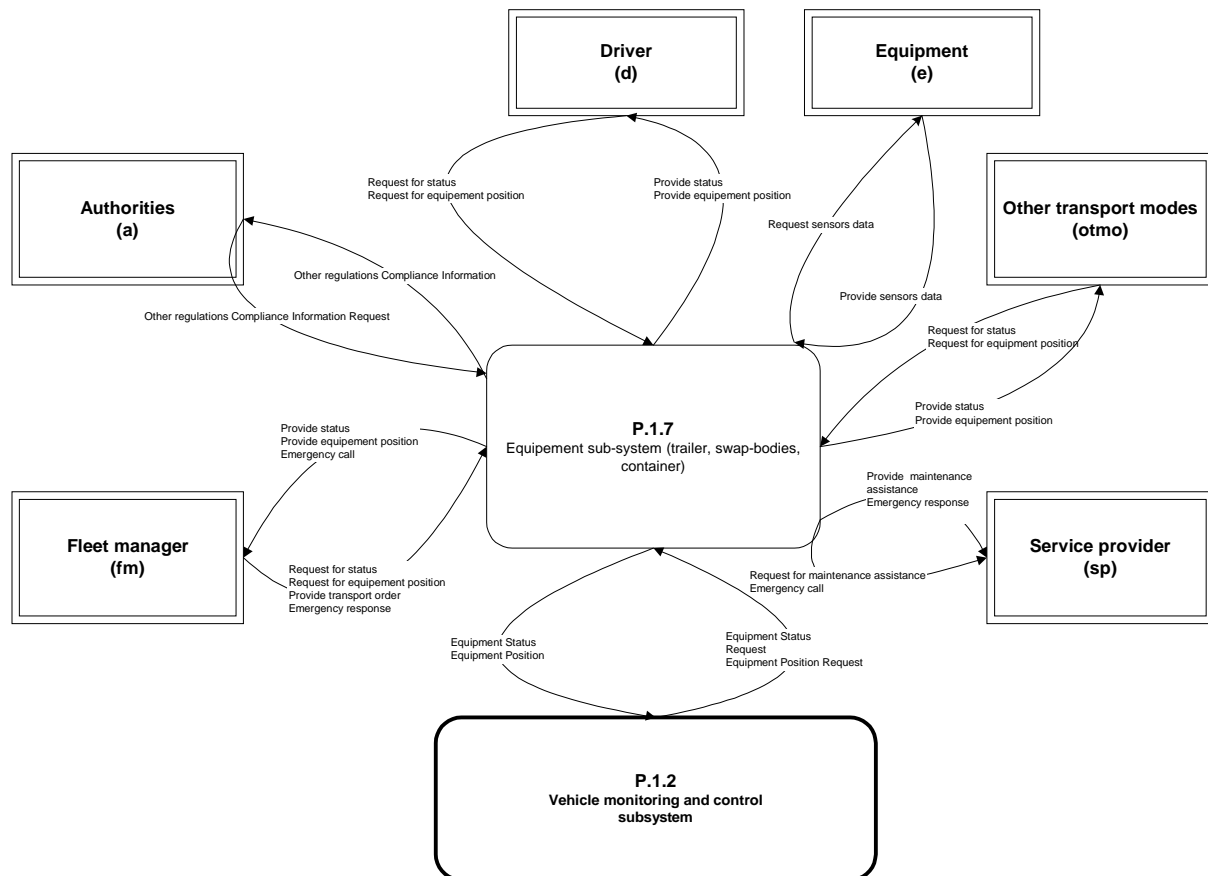 Driver
(d)
Equipment
(e)
Authorities
(a)
Request for status
Request for equipement position
Provide status
Provide equipement position
Request sensors data
Other transport modes
(otmo)
Other regulations Compliance Information
Provide sensors data
Other regulations Compliance Information Request
Request for status
Request for equipment position
Provide status
Provide equipement position
Provide status
Provide equipement position
Emergency call
P.1.7
Equipement sub-system (trailer, swap-bodies,
container)
Provide maintenance
assistance
Emergency response
Fleet manager
(fm)
Request for status
Request for equipement position
Provide transport order
Emergency response
Request for maintenance assistance
Emergency call
Service provider
(sp)
Equipment Status
Equipment Position
Equipment Status
Request
Equipment Position Request
P.1.2
Vehicle monitoring and control
subsystem